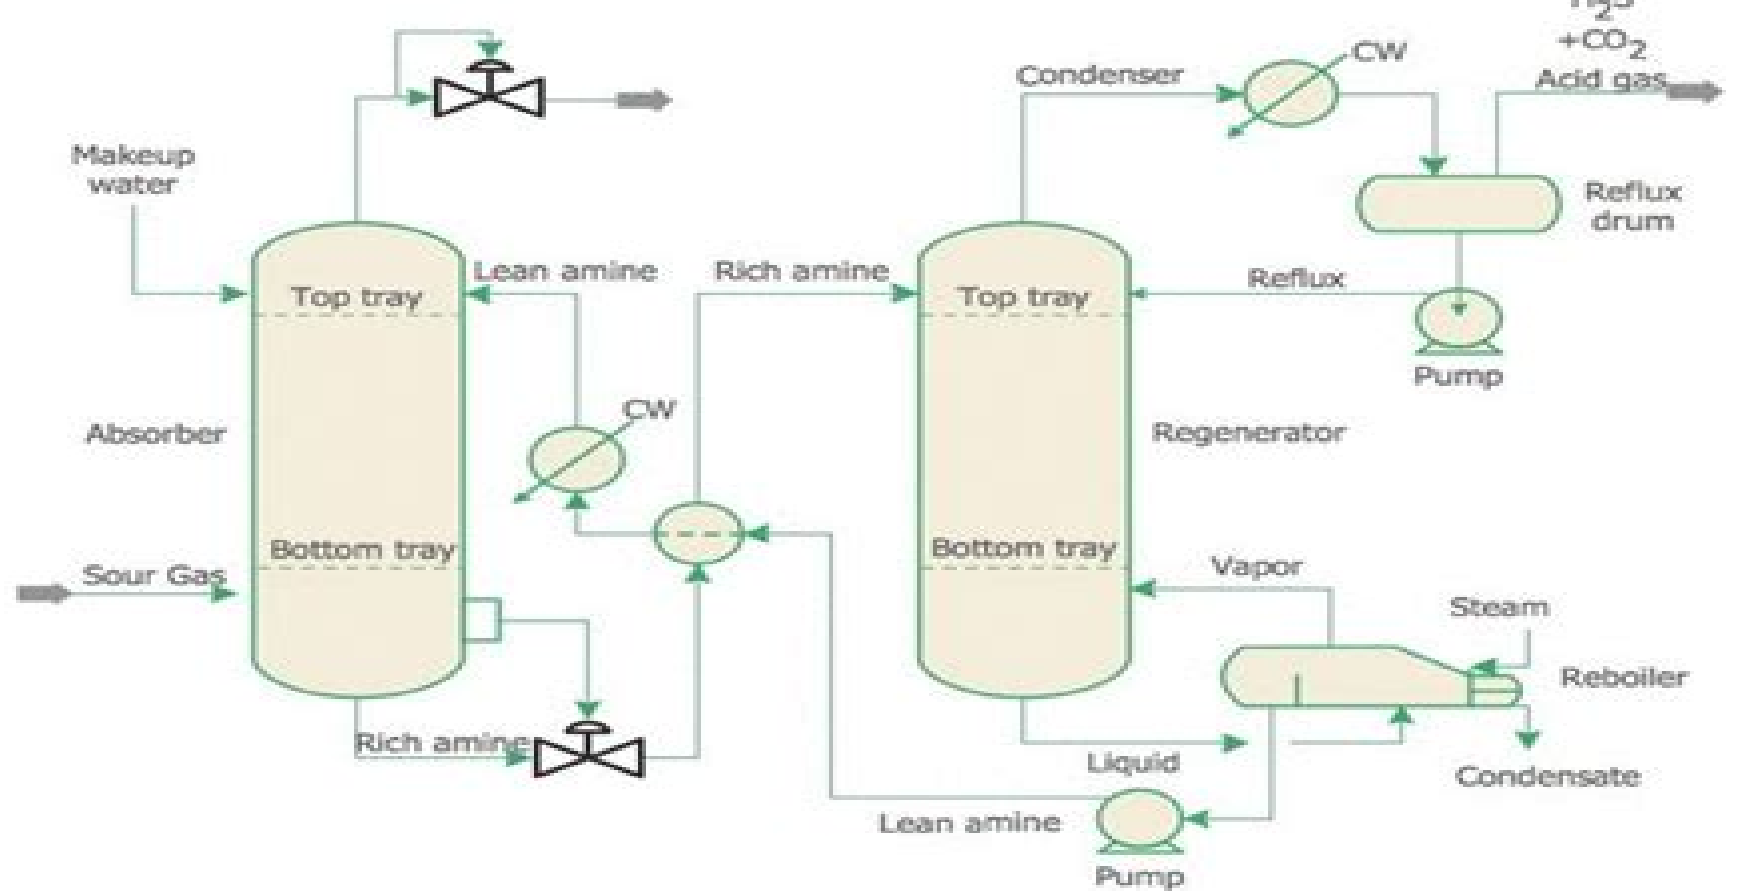 H2S
+CO2
Acid gas
CW
Condenser
Makeup
water
Reflux
drum
Lean amine
Rich amine
Reflux
Top tray
Top tray
Pump
CW
Absorber
Regenerator
Bottom tray
Bottom tray
Sour Gas
Vapor
Steam
Reboiler
Rich amine
Liquid
Condensate
Lean amine
Pump